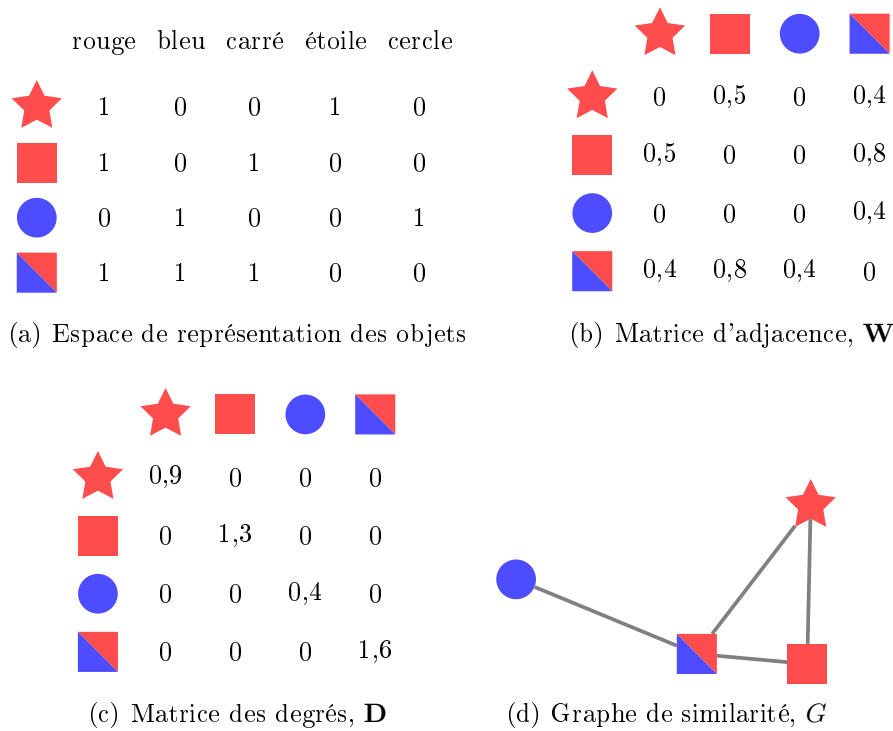 rouge bleu carré étoile cercle
1 0 0 1 0
1 0 1 0 0
0 1 0 0 1
1 1 1 0 0
(a) Espace de représentation des objets
0 0,5 0 0,4
0,5 0 0 0,8
0 0 0 0,4
0,4 0,8 0,4 0
(b) Matrice d'adjacence, W
0,9 0 0 0
0 1,3 0 0
0 0 0,4 0
0 0 0 1,6
(c) Matrice des degrés, D
(d) Graphe de similarité, G